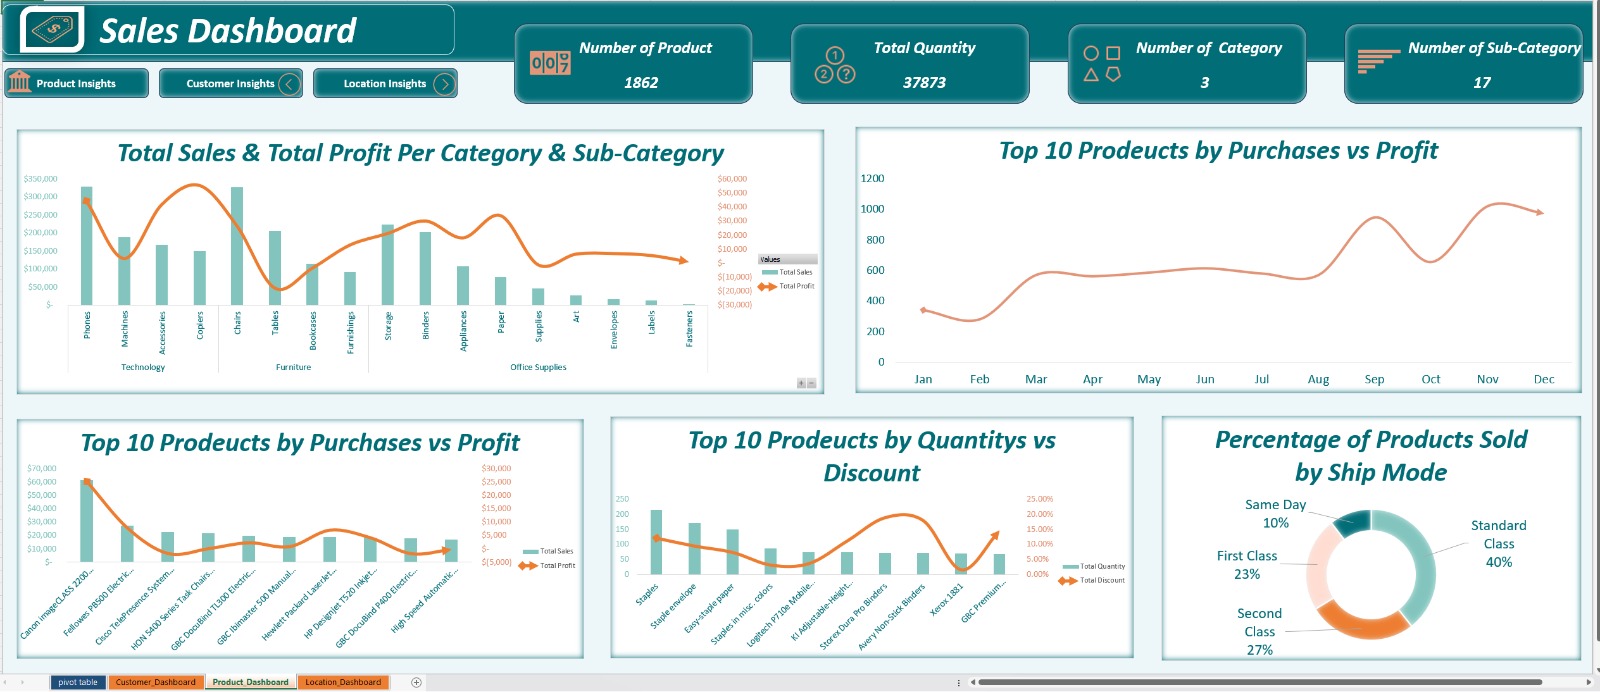 Sales Dashboard
Product Insights
Customer Insights
Location Insights
007
Number of Product
1862
1
2 ?
Total Quantity
37873
Number of  Category
3
Number of Sub-Category
17
Total Sales & Total Profit Per Category & Sub-Category
$350,000
$300,000
$250,000
$200,000
$150,000
$100,000
$50,000
$-
$60,000
$50,000
$40,000
$30,000
$20,000
$10,000
$-
$(10,000)
$(20,000)
$(30,000)
Values
Total Sales
Total Profit
Phones
Machines
Accessories
Copiers
Chairs
Tables
Bookcases
Furnishings
Storage
Binders
Appliances
Paper
Supplies
Art
Envelopes
Labels
Fasteners
Technology
Furniture
Office Supplies
Top 10 Prodeucts by Purchases vs Profit
1200
1000
800
600
400
200
0
Jan Feb Mar Apr May Jun Jul Aug Sep Oct Nov Dec
Top 10 Prodeucts by Purchases vs Profit
$70,000
$60,000
$50,000
$40,000
$30,000
$20,000
$10,000
$-
$30,000
$25,000
$20,000
$15,000
$10,000
$5,000
$-
$(5,000)
Total Sales
Total Profit
Canon imageCLASS 2200...
Fellowes PB500 Electric...
Cisco TelePresence System...
HON 5400 Series Task Chairs...
GBC DocuBind TL300 Electric...
GBC Ibimaster 500 Manual...
Hewlett Packard LaserJet...
HP Designjet T520 Inkjet...
GBC DocuBind P400 Electric...
High Speed Automatic...
Top 10 Prodeucts by Quantitys vs
Discount
250
200
150
100
50
0
25.00%
20.00%
15.00%
10.00%
5.00%
0.00%
Total Quantity
Total Discount
Staples
Staple envelope
Easy-staple paper
Staples in misc. colors
Logitech P710e Mobile...
KI Adjustable-Height...
Storex Dura Pro Binders
Avery Non-Stick Binders
Xerox 1881
GBC Premium...
Percentage of Products Sold
by Ship Mode
Same Day
10%
Standard
Class
40%
First Class
23%
Second
Class
27%
pivot table
Customer_Dashboard
Product_Dashboard
Location_Dashboard